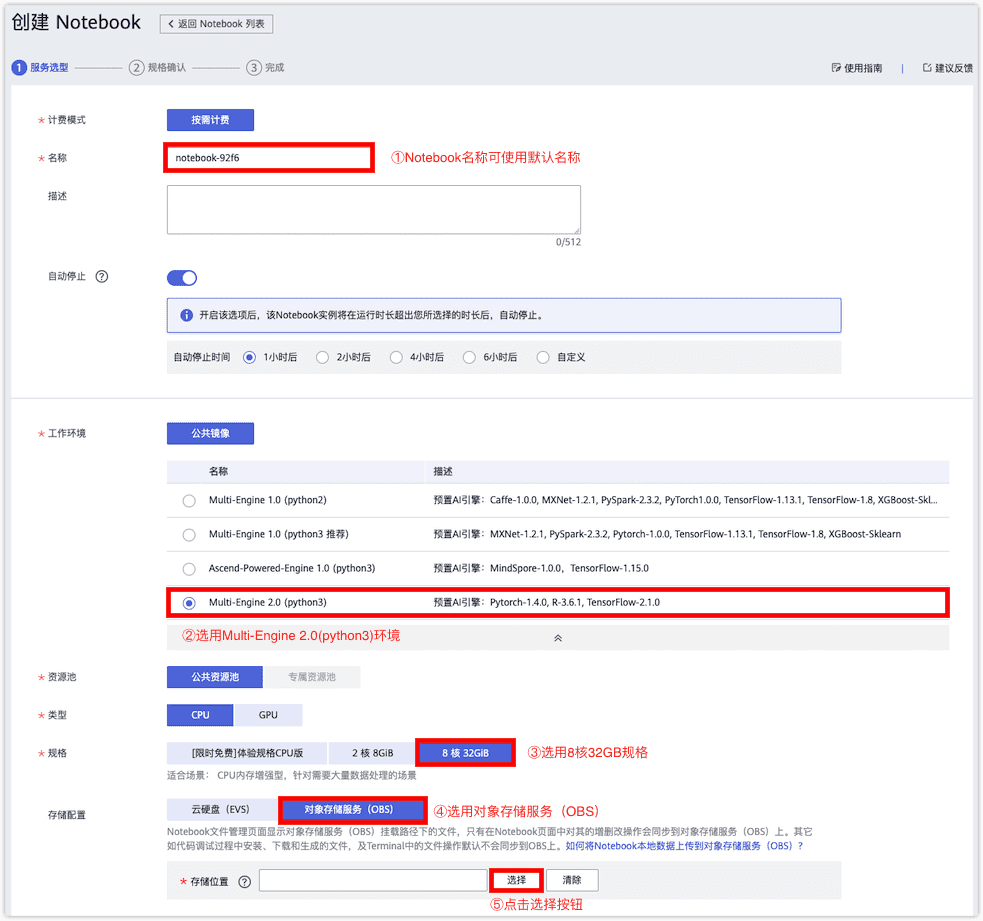 创建 Notebook
返回 Notebook 列表
1 服务选型 2 规格确认 3 完成 使用指南 | 建议反馈
* 计费模式 按需计费
* 名称 notebook-92f6 ①Notebook名称可使用默认名称
描述
0/512
自动停止 ?
开启该选项后，该Notebook实例将在运行时长超出您所选择的时长后，自动停止。
自动停止时间 1小时后 2小时后 4小时后 6小时后 自定义
* 工作环境 公共镜像
名称 描述
Multi-Engine 1.0 (python2) 预置AI引擎：Caffe-1.0.0, MXNet-1.2.1, PySpark-2.3.2, PyTorch1.0.0, TensorFlow-1.13.1, TensorFlow-1.8, XGBoost-Skl...
Multi-Engine 1.0 (python3 推荐) 预置AI引擎：MXNet-1.2.1, PySpark-2.3.2, Pytorch-1.0.0, TensorFlow-1.13.1, TensorFlow-1.8, XGBoost-Sklearn
Ascend-Powered-Engine 1.0 (python3) 预置AI引擎：MindSpore-1.0.0，TensorFlow-1.15.0
Multi-Engine 2.0 (python3) 预置AI引擎：Pytorch-1.4.0, R-3.6.1, TensorFlow-2.1.0
②选用Multi-Engine 2.0(python3)环境
* 资源池 公共资源池 专属资源池
* 类型 CPU GPU
* 规格 [限时免费]体验规格CPU版 2 核 8GiB 8 核 32GiB ③选用8核32GB规格
适合场景： CPU内存增强型，针对需要大量数据处理的场景
存储配置 云硬盘（EVS） 对象存储服务（OBS） ④选用对象存储服务（OBS）
Notebook文件管理页面显示对象存储服务（OBS）挂载路径下的文件，只有在Notebook页面中对其的增删改操作会同步到对象存储服务（OBS）上。其它
如代码调试过程中安装、下载和生成的文件，及Terminal中的文件操作默认不会同步到OBS上。如何将Notebook本地数据上传到对象存储服务（OBS）？
* 存储位置 ? 选择 清除
⑤点击选择按钮